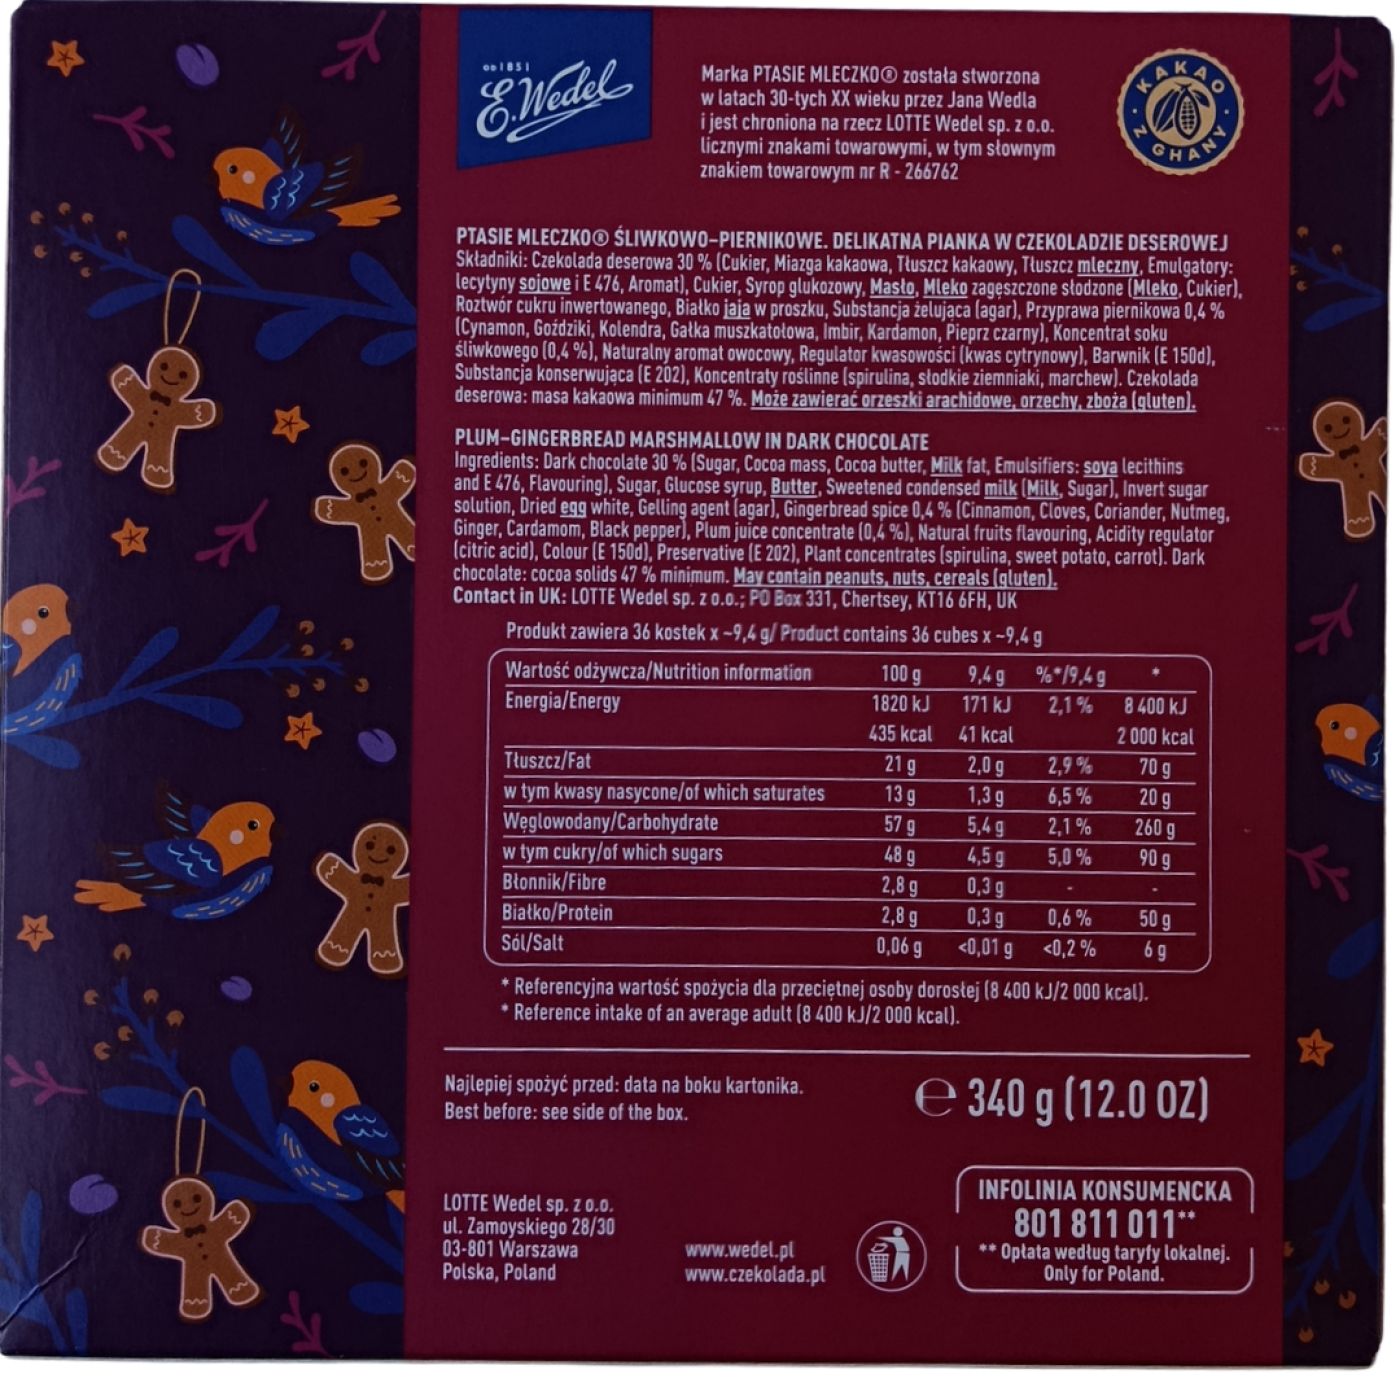 OD 1851
E.Wedel
Marka PTASIE MLECZKO® została stworzona
w latach 30-tych XX wieku przez Jana Wedla
i jest chroniona na rzecz LOTTE Wedel sp. z o.o.
licznymi znakami towarowymi, w tym słownym
znakiem towarowym nr R - 266762
KAKAO
Z GHANY
PTASIE MLECZKO® ŚLIWKOWO-PIERNIKOWE. DELIKATNA PIANKA W CZEKOLADZIE DESEROWEJ
Składniki: Czekolada deserowa 30 % (Cukier, Miazga kakaowa, Tłuszcz kakaowy, Tłuszcz mleczny, Emulgatory:
lecytyny sojowe i E 476, Aromat), Cukier, Syrop glukozowy, Masło, Mleko zagęszczone słodzone (Mleko, Cukier),
Roztwór cukru inwertowanego, Białko jaja w proszku, Substancja żelująca (agar), Przyprawa piernikowa 0,4 %
(Cynamon, Goździki, Kolendra, Gałka muszkatołowa, Imbir, Kardamon, Pieprz czarny), Koncentrat soku
śliwkowego (0,4 %), Naturalny aromat owocowy, Regulator kwasowości (kwas cytrynowy), Barwnik (E 150d),
Substancja konserwująca (E 202), Koncentraty roślinne (spirulina, słodkie ziemniaki, marchew). Czekolada
deserowa: masa kakaowa minimum 47 %. Może zawierać orzeszki arachidowe, orzechy, zboża (gluten).
PLUM-GINGERBREAD MARSHMALLOW IN DARK CHOCOLATE
Ingredients: Dark chocolate 30 % (Sugar, Cocoa mass, Cocoa butter, Milk fat, Emulsifiers: soya lecithins
and E 476, Flavouring), Sugar, Glucose syrup, Butter, Sweetened condensed milk (Milk, Sugar), Invert sugar
solution, Dried egg white, Gelling agent (agar), Gingerbread spice 0,4 % (Cinnamon, Cloves, Coriander, Nutmeg,
Ginger, Cardamom, Black pepper), Plum juice concentrate (0,4 %), Natural fruits flavouring, Acidity regulator
(citric acid), Colour (E 150d), Preservative (E 202), Plant concentrates (spirulina, sweet potato, carrot). Dark
chocolate: cocoa solids 47 % minimum. May contain peanuts, nuts, cereals (gluten).
Contact in UK: LOTTE Wedel sp. z o.o.; PO Box 331, Chertsey, KT16 6FH, UK
Produkt zawiera 36 kostek x ~9,4 g/ Product contains 36 cubes x ~9,4 g
Wartość odżywcza/Nutrition information 100 g 9,4 g %*/9,4 g *
Energia/Energy 1820 kJ 171 kJ 2,1 % 8 400 kJ
435 kcal 41 kcal 2 000 kcal
Tłuszcz/Fat 21 g 2,0 g 2,9 % 70 g
w tym kwasy nasycone/of which saturates 13 g 1,3 g 6,5 % 20 g
Węglowodany/Carbohydrate 57 g 5,4 g 2,1 % 260 g
w tym cukry/of which sugars 48 g 4,5 g 5,0 % 90 g
Błonnik/Fibre 2,8 g 0,3 g - -
Białko/Protein 2,8 g 0,3 g 0,6 % 50 g
Sól/Salt 0,06 g <0,01 g <0,2 % 6 g
* Referencyjna wartość spożycia dla przeciętnej osoby dorosłej (8 400 kJ/2 000 kcal).
* Reference intake of an average adult (8 400 kJ/2 000 kcal).
Najlepiej spożyć przed: data na boku kartonika.
Best before: see side of the box.
℮ 340 g (12.0 OZ)
LOTTE Wedel sp. z o.o.
ul. Zamoyskiego 28/30
03-801 Warszawa
Polska, Poland
www.wedel.pl
www.czekolada.pl
INFOLINIA KONSUMENCKA
801 811 011**
** Opłata według taryfy lokalnej.
Only for Poland.